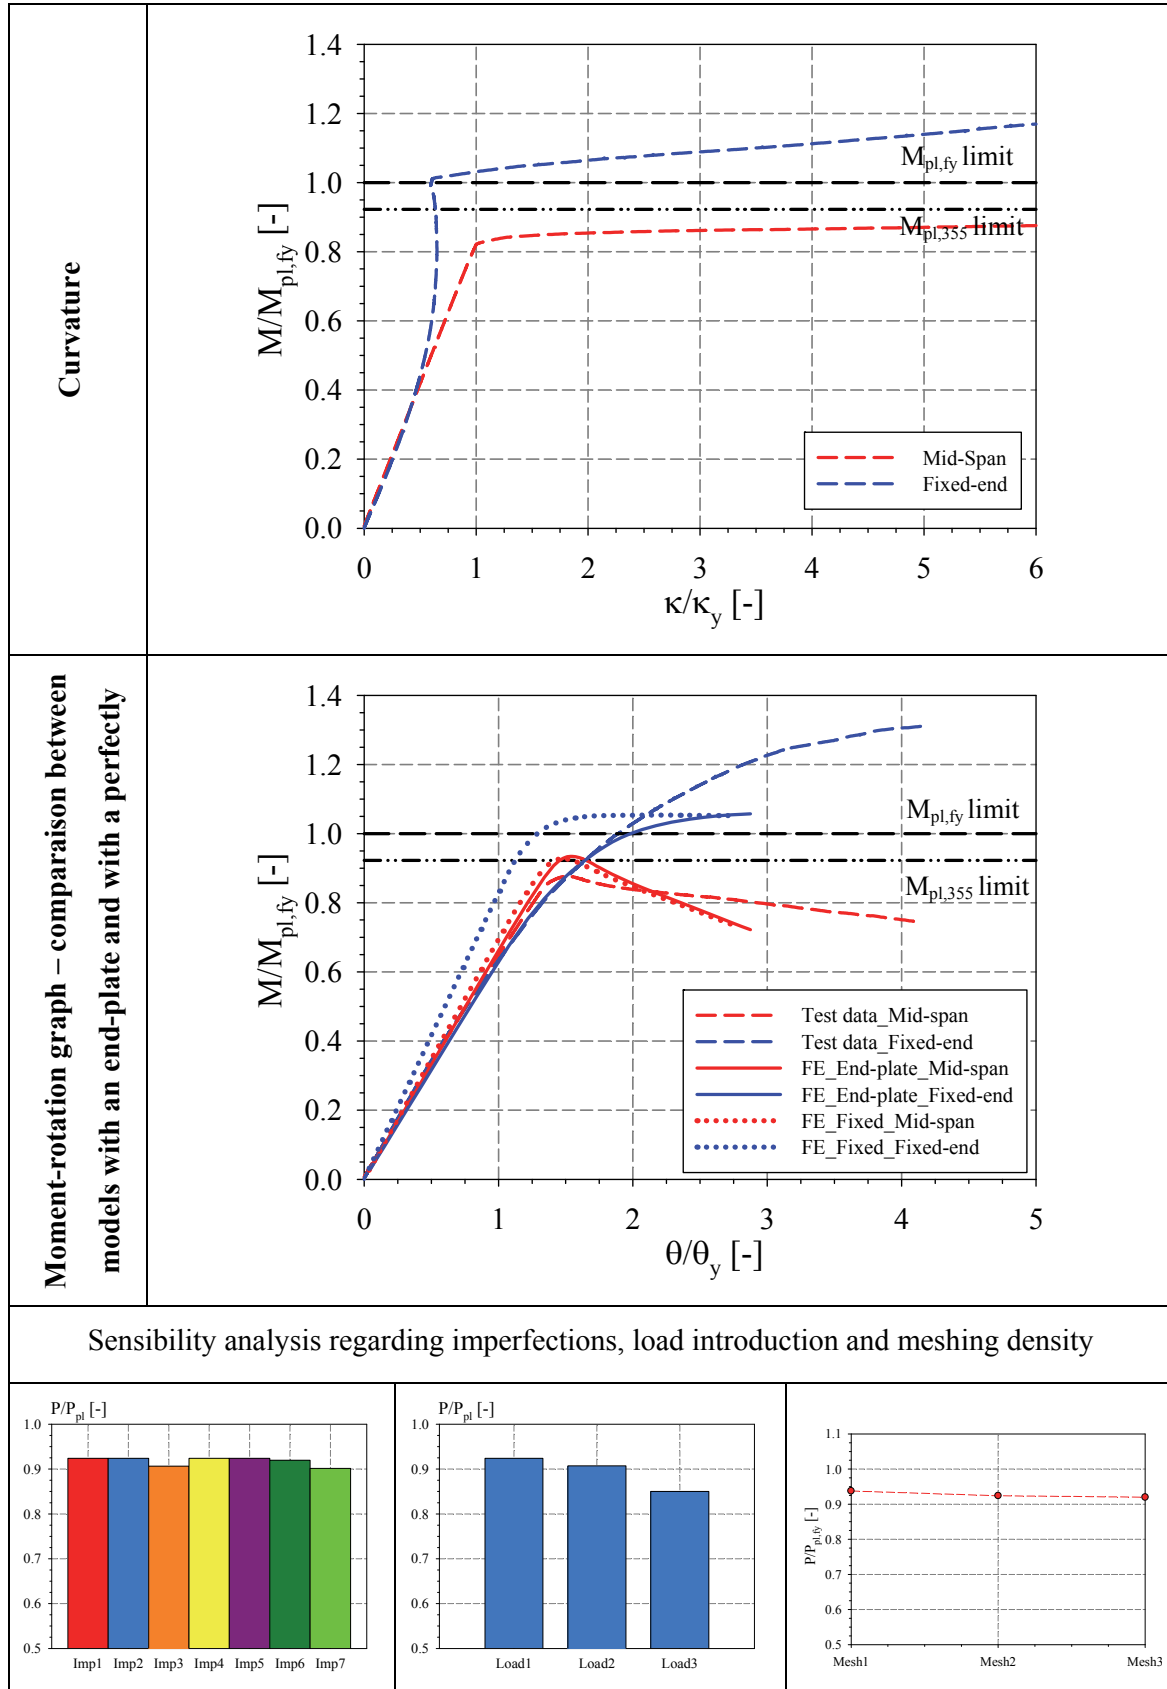 Curvature
1.4
1.2
1.0
0.8
0.6
0.4
0.2
0.0
M/M_pl,fy [-]
M_pl,fy limit
M_pl,355 limit
Mid-Span
Fixed-end
0 1 2 3 4 5 6
κ/κ_y [-]
Moment-rotation graph – comparaison between
models with an end-plate and with a perfectly
1.4
1.2
1.0
0.8
0.6
0.4
0.2
0.0
M/M_pl,fy [-]
M_pl,fy limit
M_pl,355 limit
Test data_Mid-span
Test data_Fixed-end
FE_End-plate_Mid-span
FE_End-plate_Fixed-end
FE_Fixed_Mid-span
FE_Fixed_Fixed-end
0 1 2 3 4 5
θ/θ_y [-]
Sensibility analysis regarding imperfections, load introduction and meshing density
P/P_pl [-]
1.0
0.9
0.8
0.7
0.6
0.5
Imp1 Imp2 Imp3 Imp4 Imp5 Imp6 Imp7
P/P_pl [-]
1.0
0.9
0.8
0.7
0.6
0.5
Load1 Load2 Load3
1.1
1.0
0.9
0.8
0.7
0.6
0.5
P/P_pl,fy [-]
Mesh1 Mesh2 Mesh3